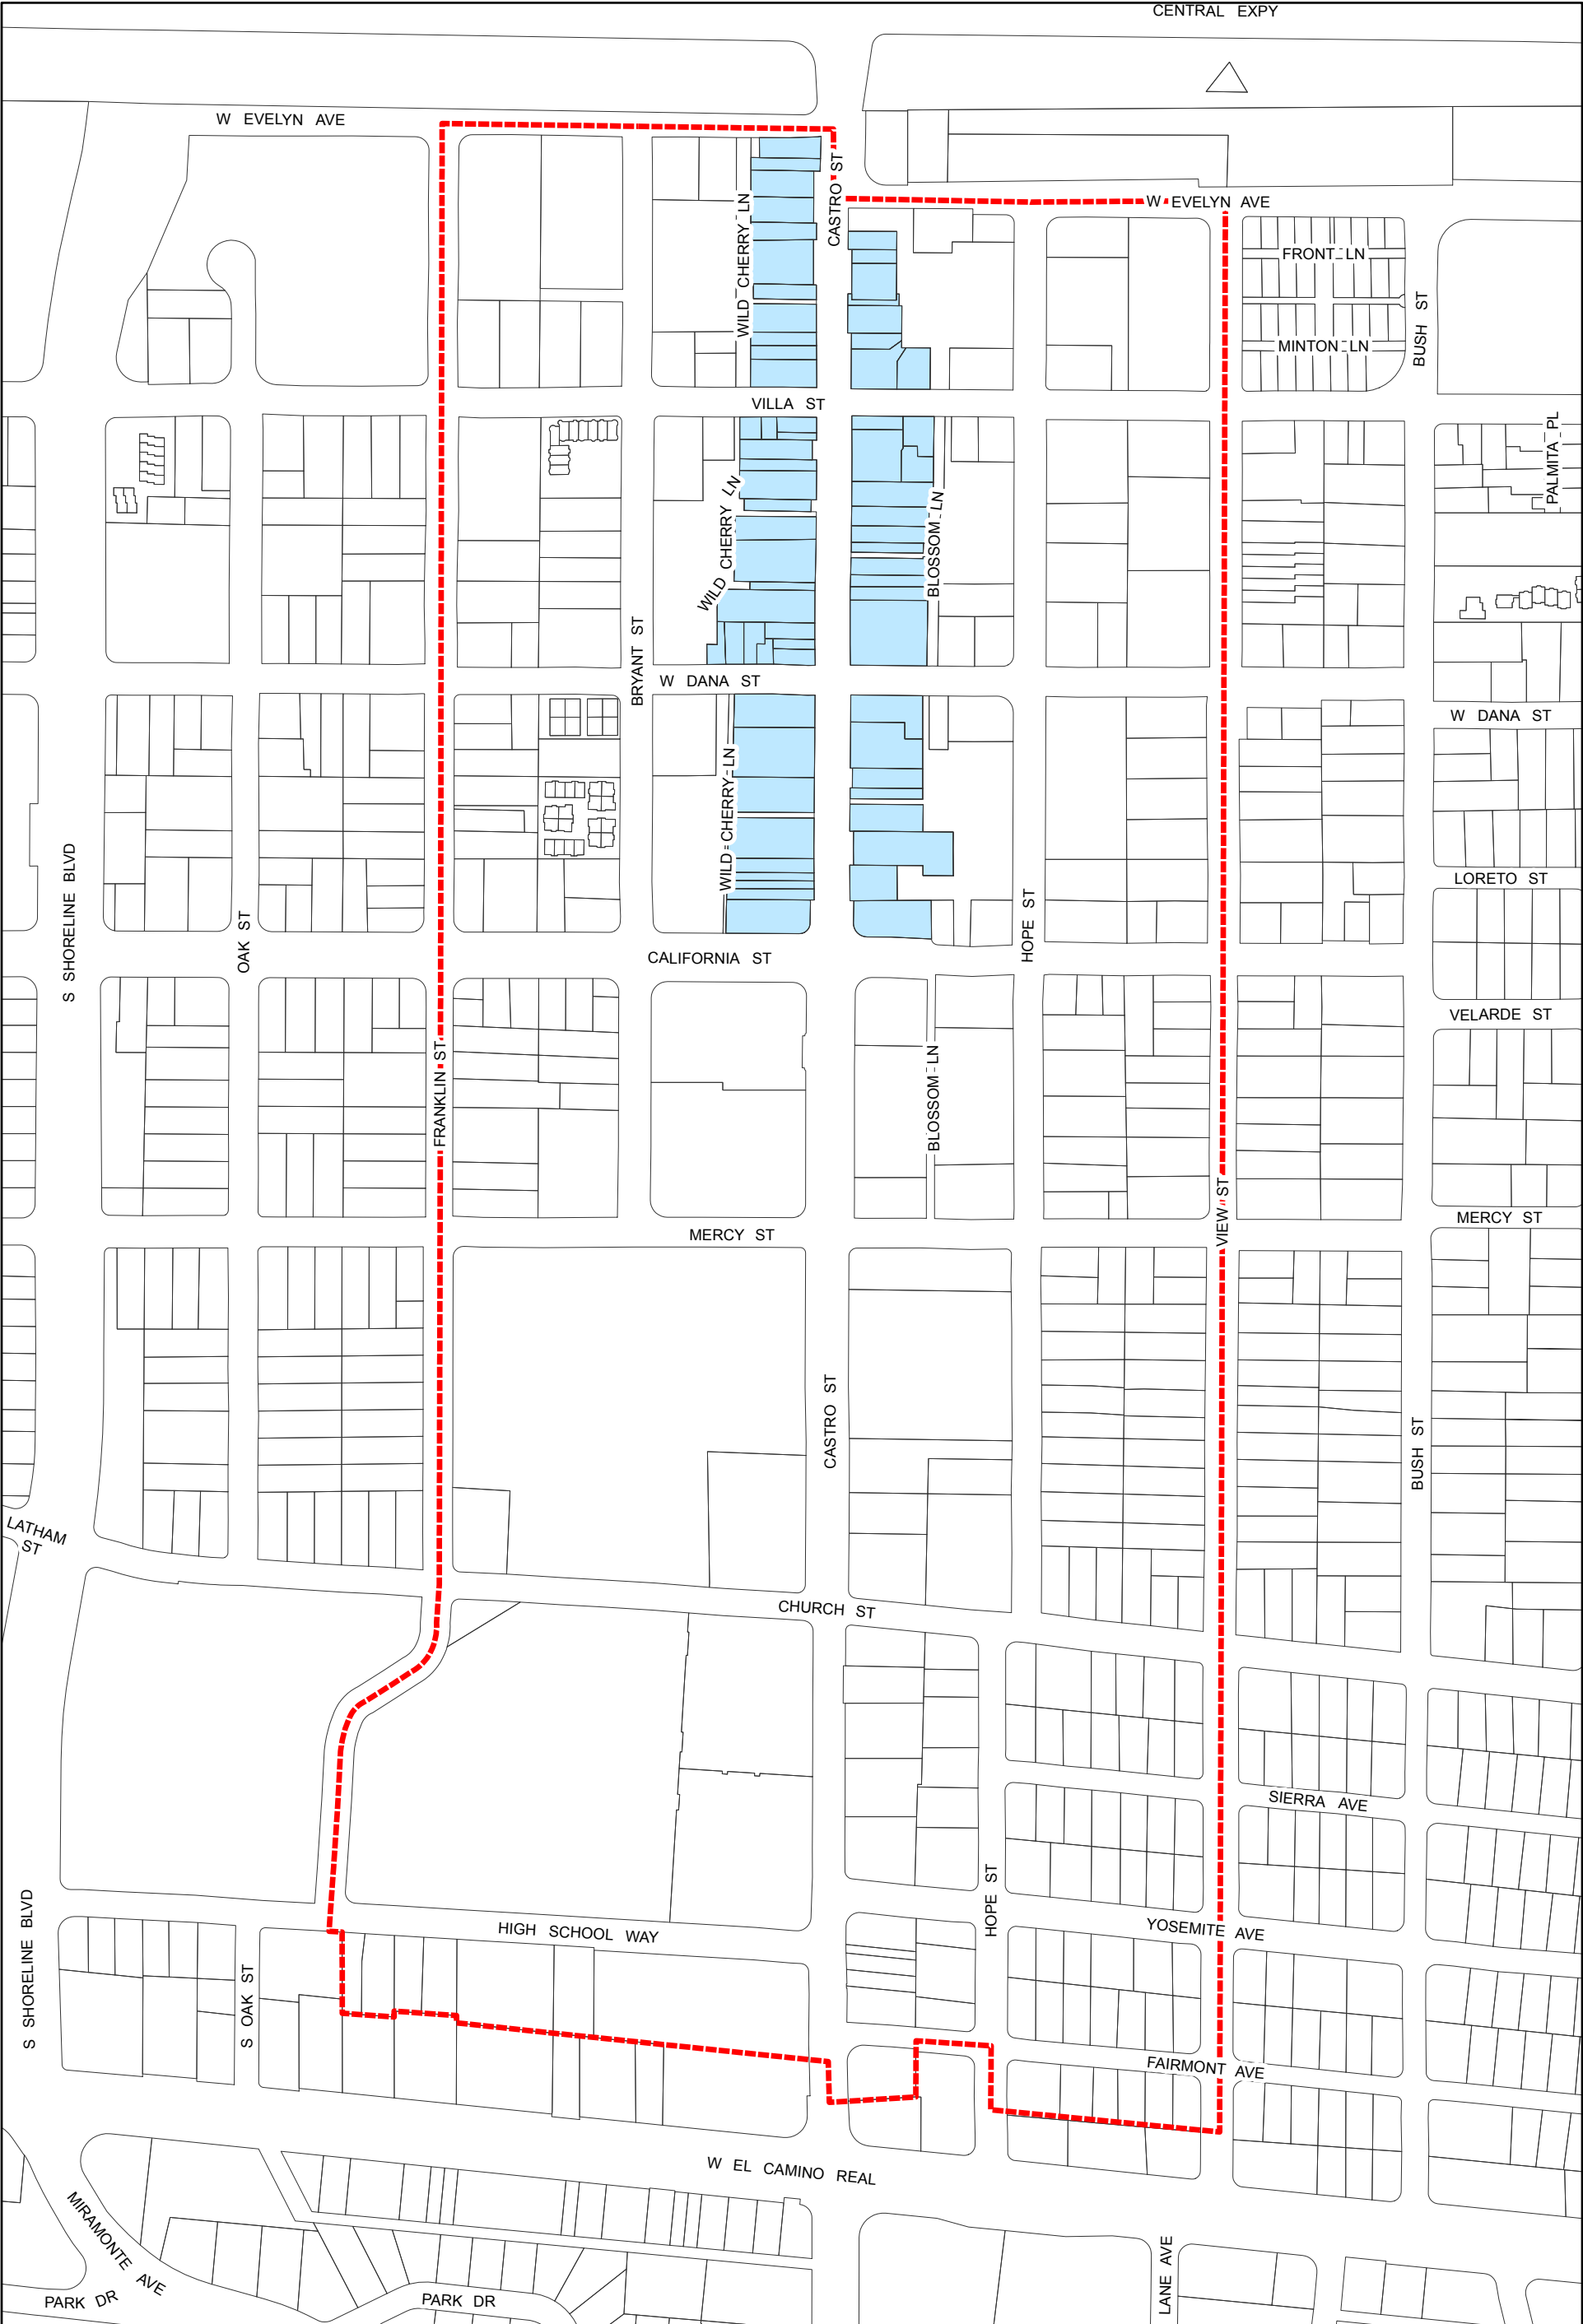 CENTRAL EXPY
W EVELYN AVE
CASTRO ST
WILD CHERRY LN
W EVELYN AVE
FRONT LN
BUSH ST
MINTON LN
VILLA ST
PALMITA PL
WILD CHERRY LN
BLOSSOM LN
BRYANT ST
W DANA ST
W DANA ST
WILD CHERRY LN
S SHORELINE BLVD
LORETO ST
OAK ST
HOPE ST
CALIFORNIA ST
VELARDE ST
FRANKLIN ST
BLOSSOM LN
VIEW ST
MERCY ST
MERCY ST
CASTRO ST
BUSH ST
LATHAM
ST
CHURCH ST
SIERRA AVE
S SHORELINE BLVD
HOPE ST
HIGH SCHOOL WAY
YOSEMITE AVE
S OAK ST
FAIRMONT AVE
W EL CAMINO REAL
MIRAMONTE AVE
LANE AVE
PARK DR
PARK DR